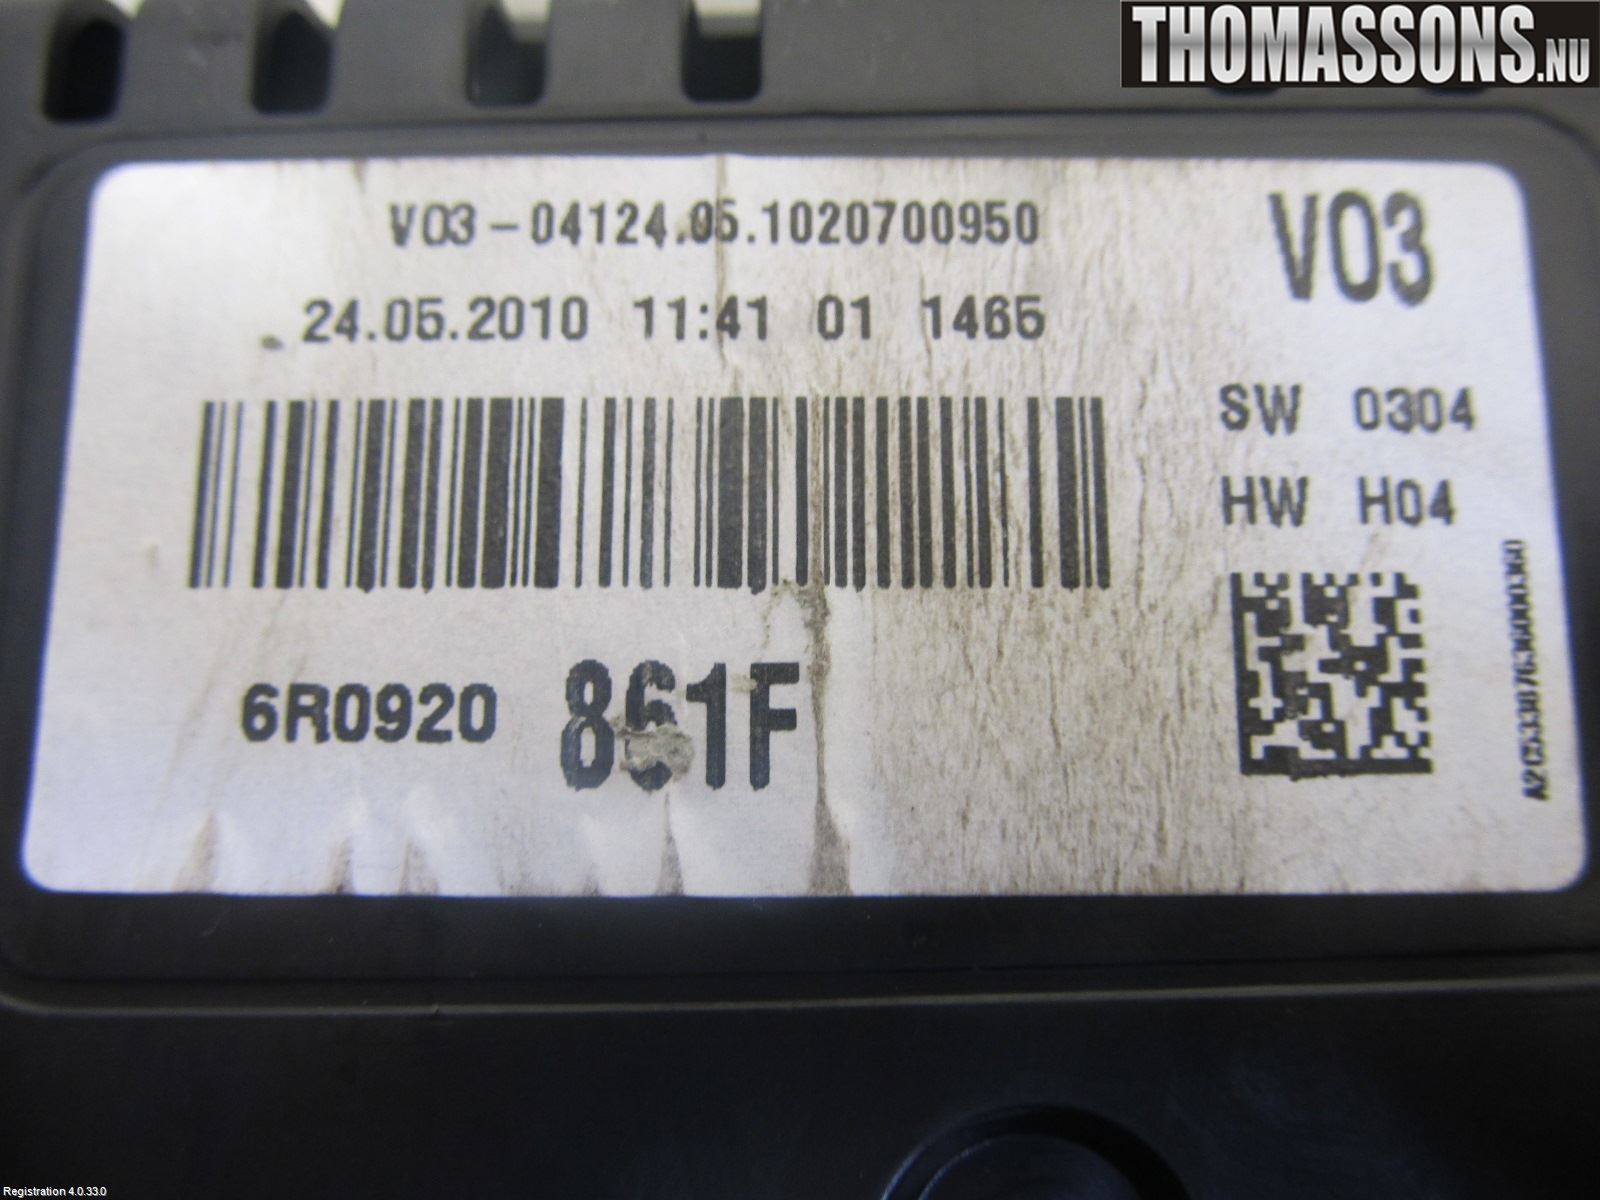 THOMASSONS.NU
V03-04124.05.1020700950
V03
24.05.2010 11:41 01 1465
SW 0304
HW H04
6R0920 861F
Registration 4.0.33.0